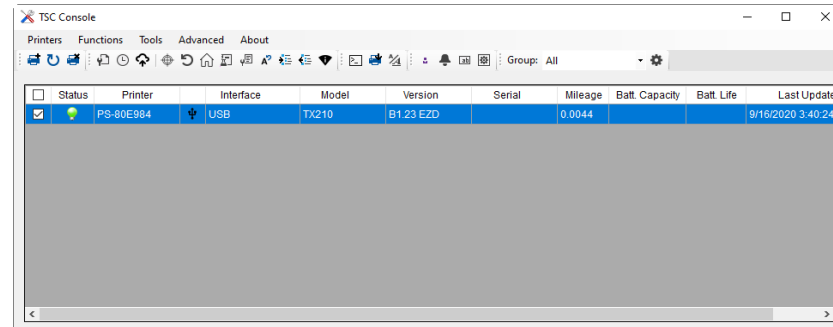 TSC Console
Printers Functions Tools Advanced About
Group: All
Status Printer Interface Model Version Serial Mileage Batt. Capacity Batt. Life Last Update
PS-80E984 USB TX210 B1.23 EZD 0.0044 9/16/2020 3:40:24